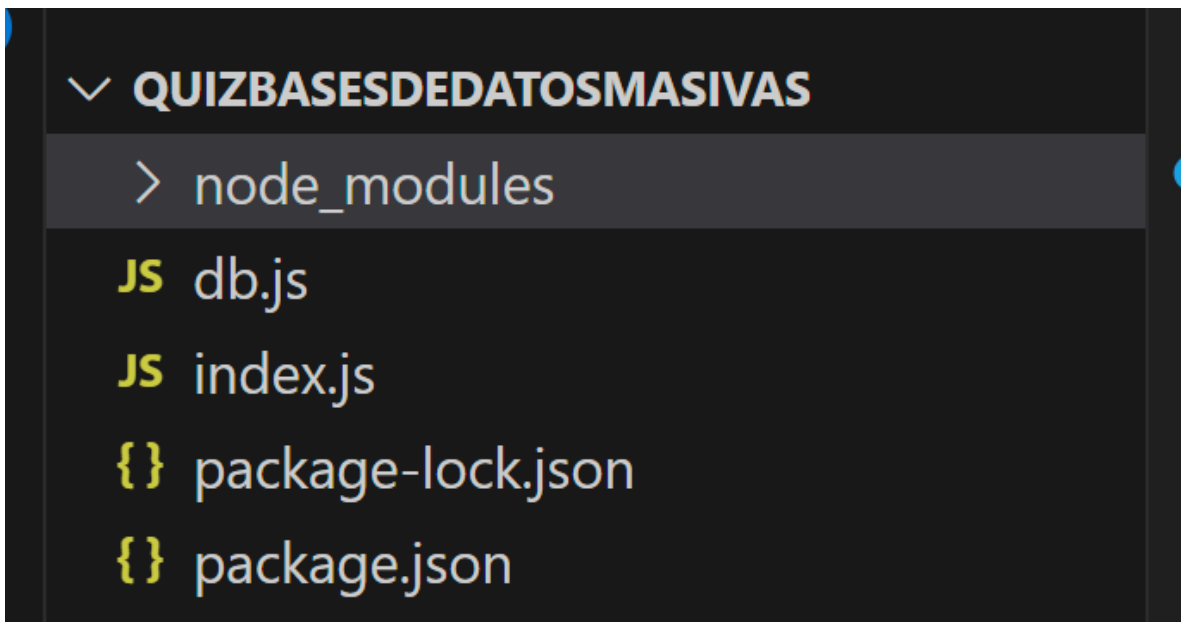 QUIZBASESDEDATOSMASIVAS
node_modules
JS db.js
JS index.js
{} package-lock.json
{} package.json